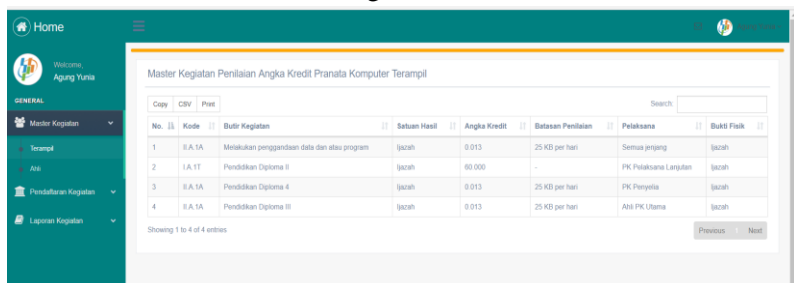 Home
Welcome,
Agung Yunia
GENERAL
Master Kegiatan
Terampil
Ahli
Pendaftaran Kegiatan
Laporan Kegiatan
Master Kegiatan Penilaian Angka Kredit Pranata Komputer Terampil
Copy CSV Print Search:
No. Kode Butir Kegiatan Satuan Hasil Angka Kredit Batasan Penilaian Pelaksana Bukti Fisik
1 II.A.1A Melakukan penggandaan data dan atau program Ijazah 0.013 25 KB per hari Semua jenjang Ijazah
2 I.A.1T Pendidikan Diploma II Ijazah 60.000 - PK Pelaksana Lanjutan Ijazah
3 II.A.1A Pendidikan Diploma 4 Ijazah 0.013 25 KB per hari PK Penyelia Ijazah
4 II.A.1A Pendidikan Diploma III Ijazah 0.013 25 KB per hari Ahli PK Utama Ijazah
Showing 1 to 4 of 4 entries
Previous 1 Next